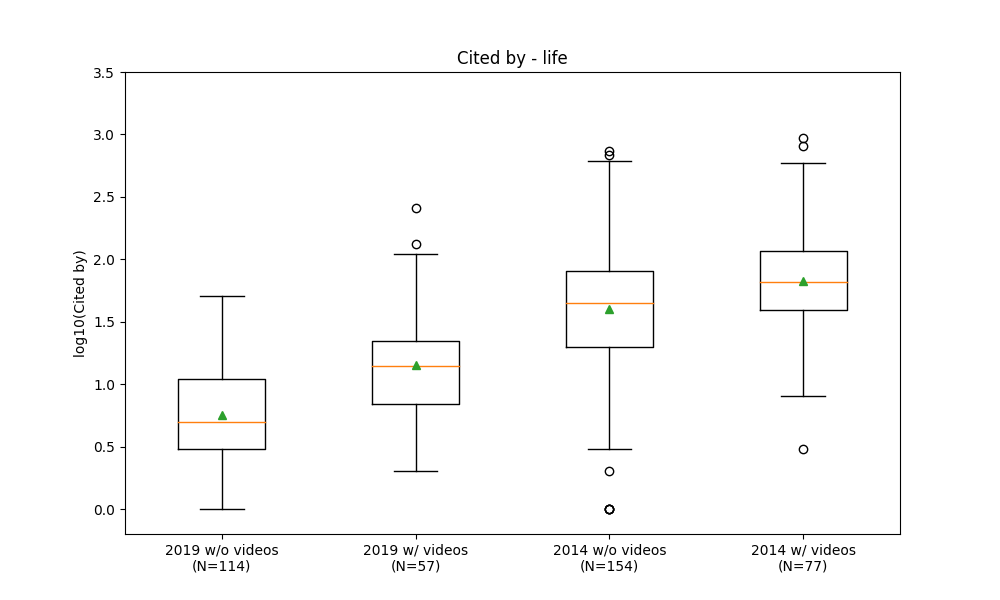 Cited by - life
3.5
3.0
2.5
2.0
1.5
1.0
0.5
0.0
log10(Cited by)
2019 w/o videos
(N=114)
2019 w/ videos
(N=57)
2014 w/o videos
(N=154)
2014 w/ videos
(N=77)